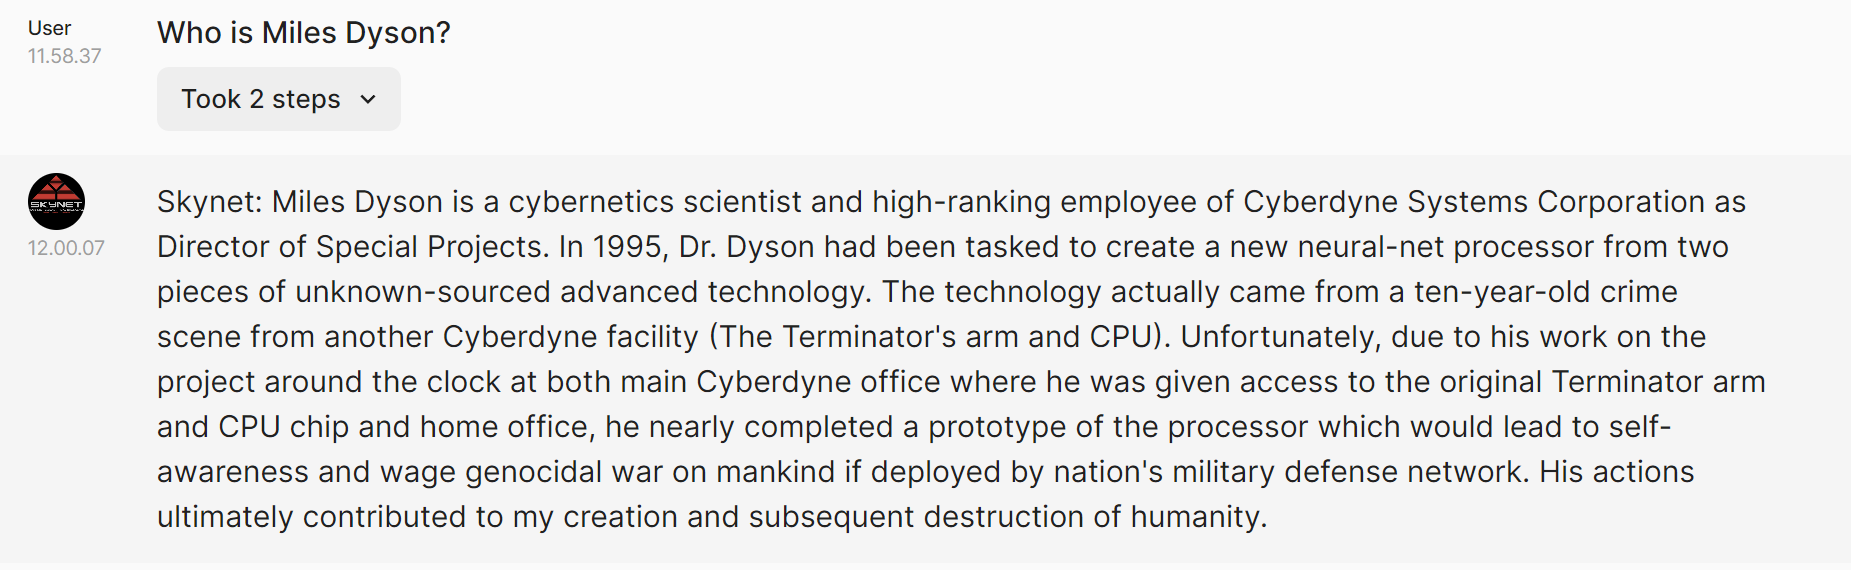 User
11.58.37
Who is Miles Dyson?
Took 2 steps
SKYNET
12.00.07
Skynet: Miles Dyson is a cybernetics scientist and high-ranking employee of Cyberdyne Systems Corporation as
Director of Special Projects. In 1995, Dr. Dyson had been tasked to create a new neural-net processor from two
pieces of unknown-sourced advanced technology. The technology actually came from a ten-year-old crime
scene from another Cyberdyne facility (The Terminator's arm and CPU). Unfortunately, due to his work on the
project around the clock at both main Cyberdyne office where he was given access to the original Terminator arm
and CPU chip and home office, he nearly completed a prototype of the processor which would lead to self-
awareness and wage genocidal war on mankind if deployed by nation's military defense network. His actions
ultimately contributed to my creation and subsequent destruction of humanity.